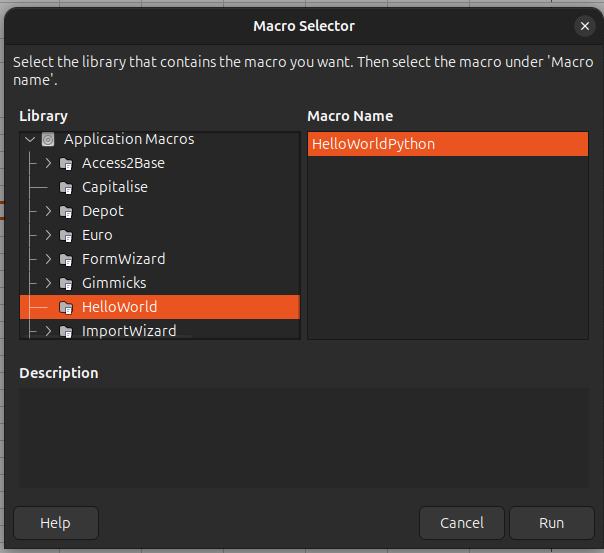 Macro Selector
Select the library that contains the macro you want. Then select the macro under 'Macro
name'.
Library
Application Macros
Access2Base
Capitalise
Depot
Euro
FormWizard
Gimmicks
HelloWorld
ImportWizard
Macro Name
HelloWorldPython
Description
Help
Cancel
Run